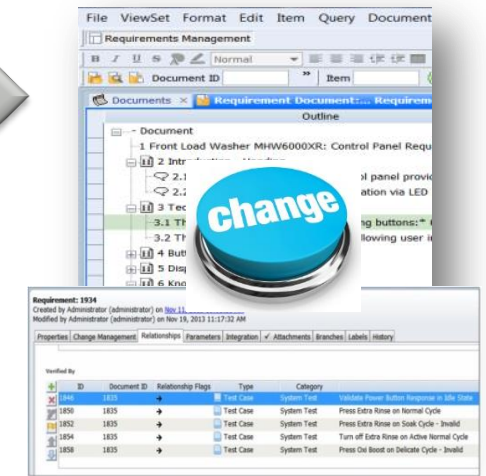 File ViewSet Format Edit Item Query Document
Requirements Management
B I U S Normal
Document ID " Item
Documents × Requirement Document:... Requirem
Outline
- Document
1 Front Load Washer MHW6000XR: Control Panel Requ
2 Intr
2.1 ol panel provid
2.2 ation via LED
3 Tec
3.1 Th g buttons:*
3.2 Th lowing user i
4 But
5 Disp
6 Kno
change
Requirement: 1934
Created by Administrator (administrator) on Nov 11,
Modified by Administrator (administrator) on Nov 19, 2013 11:17:32 AM
Properties Change Management Relationships Parameters Integration ✓ Attachments Branches Labels History
Verified By
ID Document ID Relationship Flags Type Category
1846 1835 → Test Case System Test Validate Power Button Response in Idle State
1850 1835 → Test Case System Test Press Extra Rinse on Normal Cycle
1852 1835 → Test Case System Test Press Extra Rinse on Soak Cycle - Invalid
1854 1835 → Test Case System Test Turn off Extra Rinse on Active Normal Cycle
1858 1835 → Test Case System Test Press Oxi Boost on Delicate Cycle - Invalid